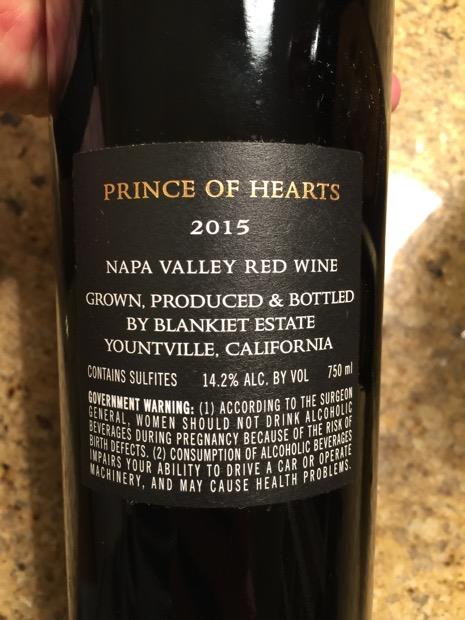 PRINCE OF HEARTS
2015
NAPA VALLEY RED WINE
GROWN, PRODUCED & BOTTLED
BY BLANKIET ESTATE
YOUNTVILLE, CALIFORNIA
CONTAINS SULFITES 14.2% ALC. BY VOL 750 ml
GOVERNMENT WARNING: (1) ACCORDING TO THE SURGEON
GENERAL, WOMEN SHOULD NOT DRINK ALCOHOLIC
BEVERAGES DURING PREGNANCY BECAUSE OF THE RISK OF
BIRTH DEFECTS. (2) CONSUMPTION OF ALCOHOLIC BEVERAGES
IMPAIRS YOUR ABILITY TO DRIVE A CAR OR OPERATE
MACHINERY, AND MAY CAUSE HEALTH PROBLEMS.